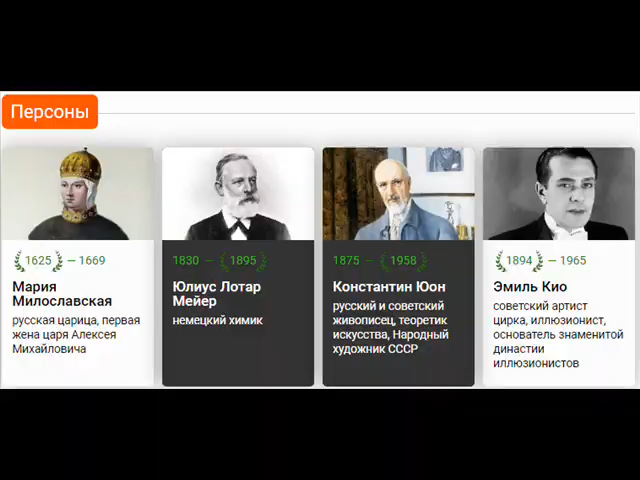 Персоны
1625 — 1669
Мария
Милославская
русская царица, первая
жена царя Алексея
Михайловича
1830 — 1895
Юлиус Лотар
Мейер
немецкий химик
1875 — 1958
Константин Юон
русский и советский
живописец, теоретик
искусства, Народный
художник СССР
1894 — 1965
Эмиль Кио
советский артист
цирка, иллюзионист,
основатель знаменитой
династии
иллюзионистов